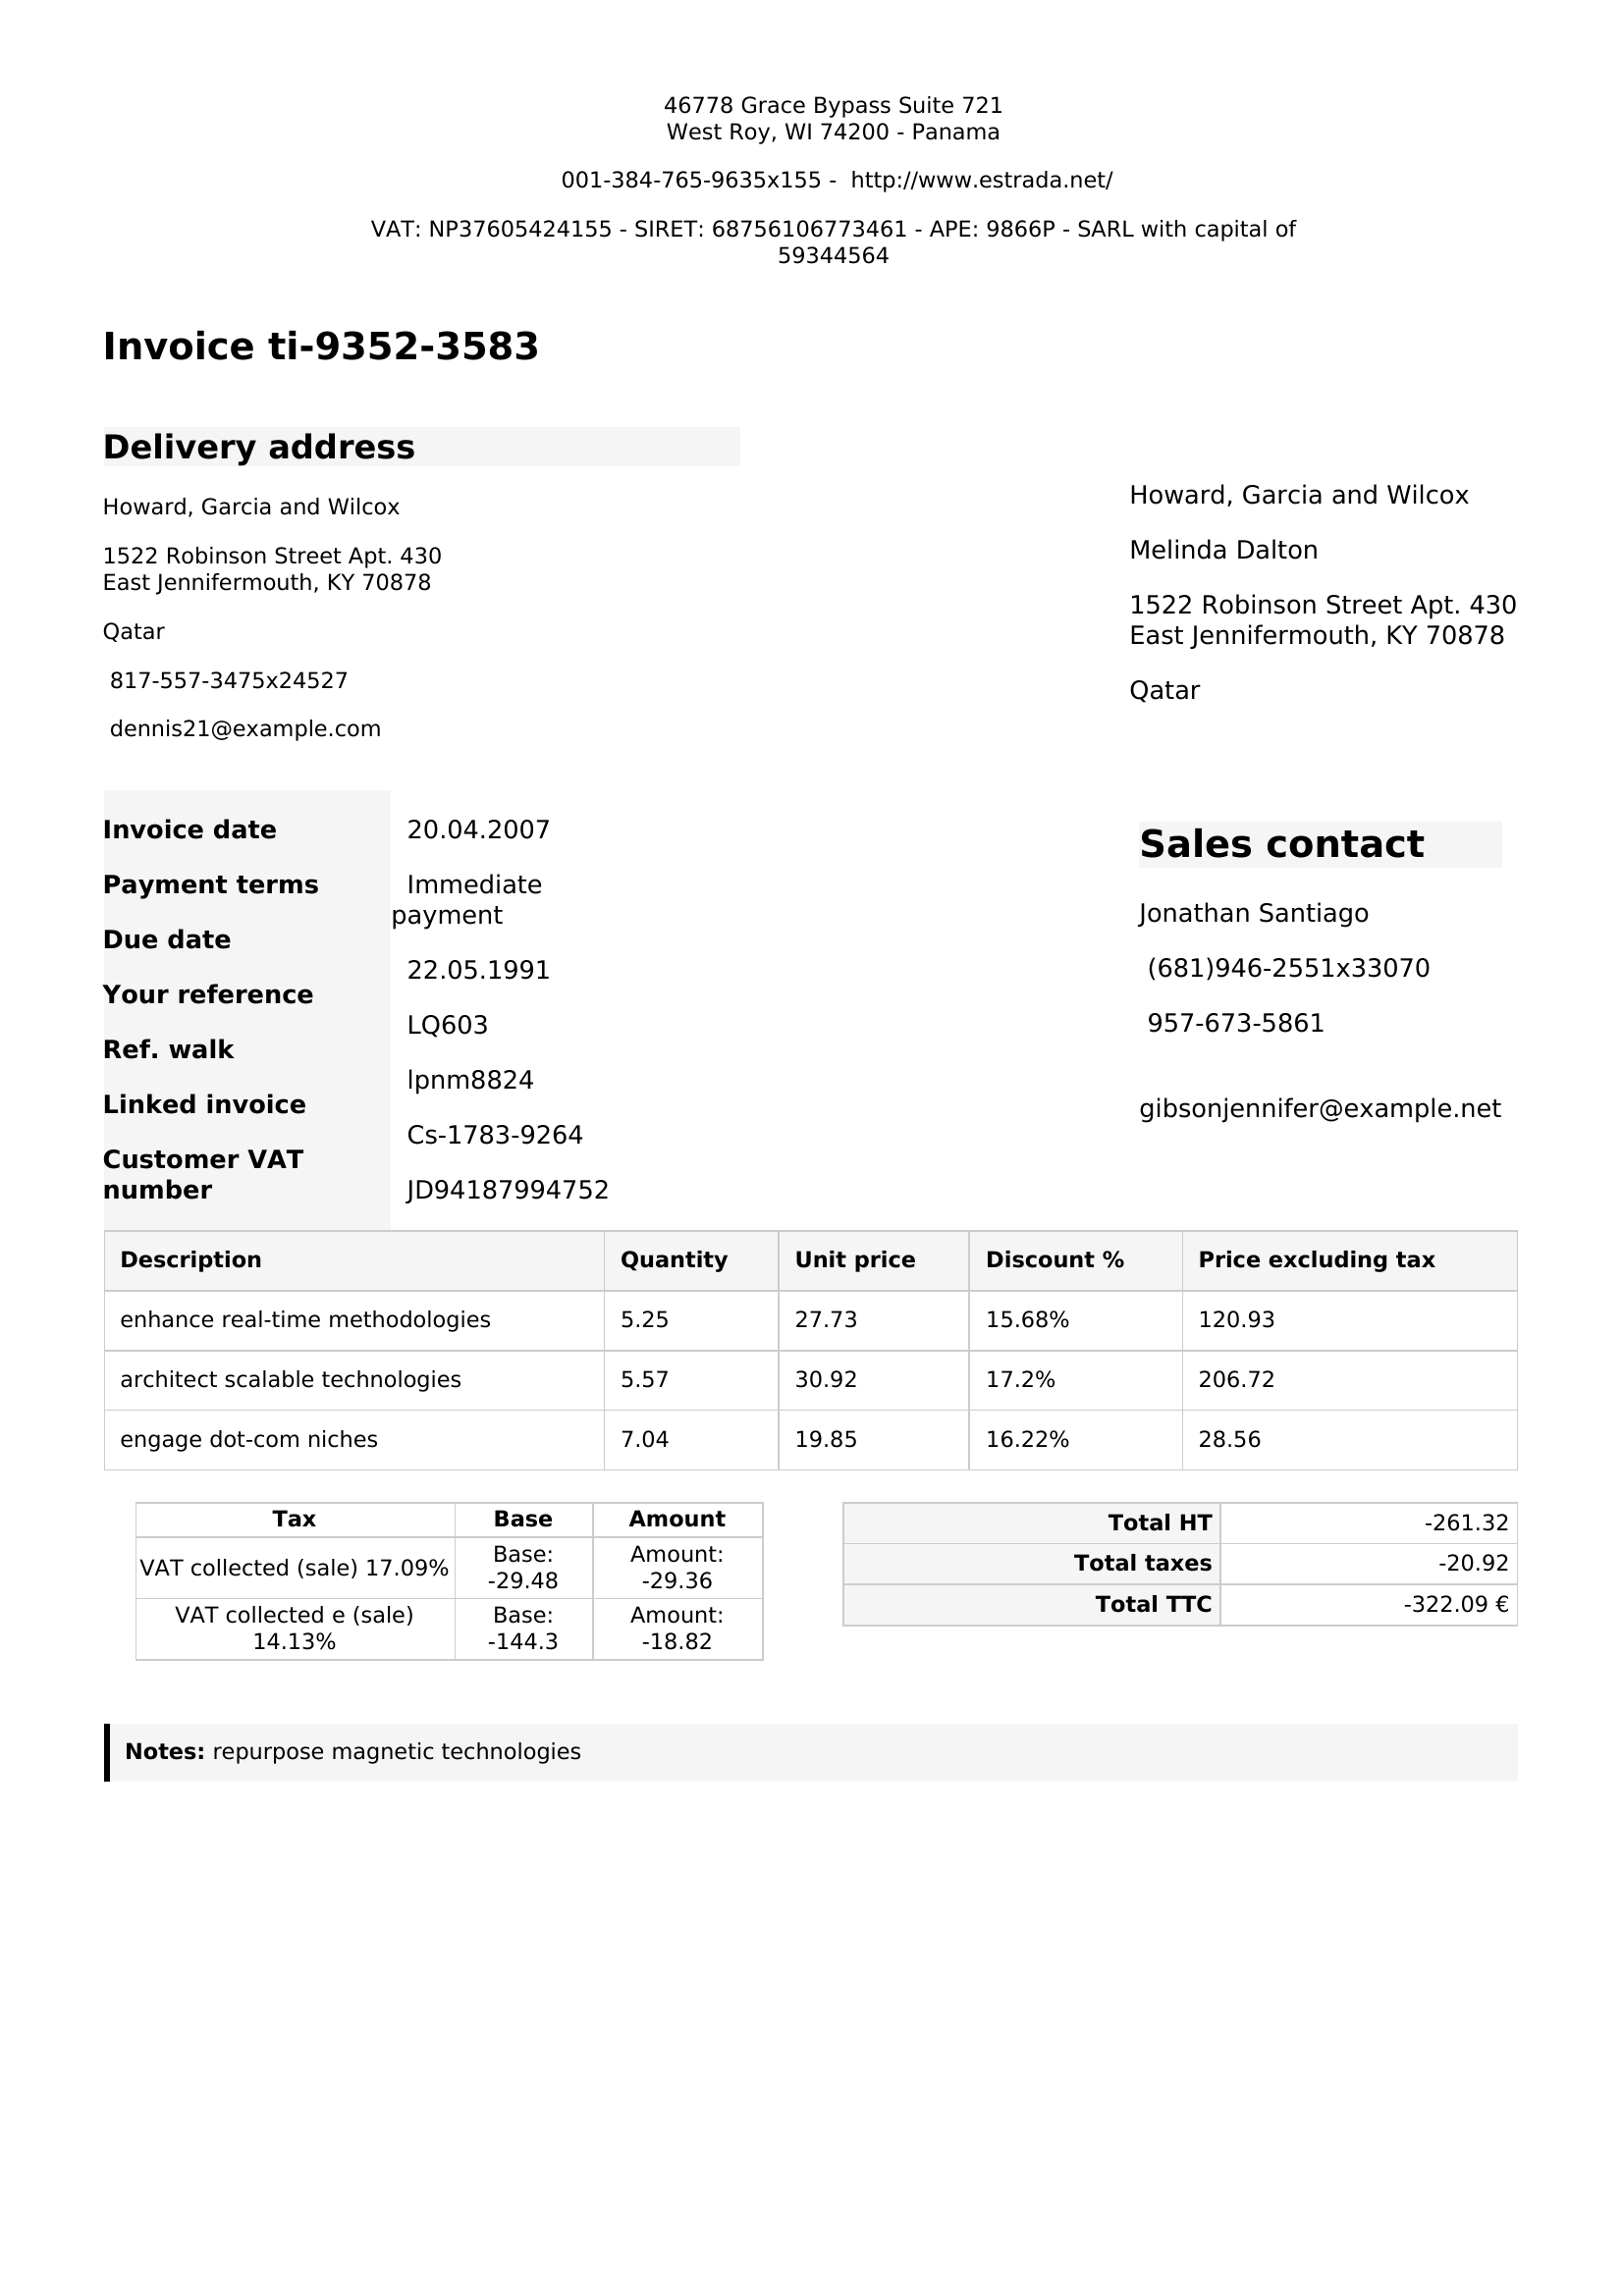 46778 Grace Bypass Suite 721
West Roy, WI 74200 - Panama
001-384-765-9635x155 -  http://www.estrada.net/
VAT: NP37605424155 - SIRET: 68756106773461 - APE: 9866P - SARL with capital of
59344564
Invoice ti-9352-3583
Delivery address
Howard, Garcia and Wilcox
1522 Robinson Street Apt. 430
East Jennifermouth, KY 70878
Qatar
817-557-3475x24527
dennis21@example.com
Howard, Garcia and Wilcox
Melinda Dalton
1522 Robinson Street Apt. 430
East Jennifermouth, KY 70878
Qatar
Invoice date 20.04.2007
Payment terms Immediate
payment
Due date 22.05.1991
Your reference LQ603
Ref. walk lpnm8824
Linked invoice Cs-1783-9264
Customer VAT
number JD94187994752
Sales contact
Jonathan Santiago
(681)946-2551x33070
957-673-5861
gibsonjennifer@example.net
Description Quantity Unit price Discount % Price excluding tax
enhance real-time methodologies 5.25 27.73 15.68% 120.93
architect scalable technologies 5.57 30.92 17.2% 206.72
engage dot-com niches 7.04 19.85 16.22% 28.56
Tax Base Amount
VAT collected (sale) 17.09% Base: -29.48 Amount: -29.36
VAT collected e (sale) 14.13% Base: -144.3 Amount: -18.82
Total HT -261.32
Total taxes -20.92
Total TTC -322.09 €
Notes: repurpose magnetic technologies